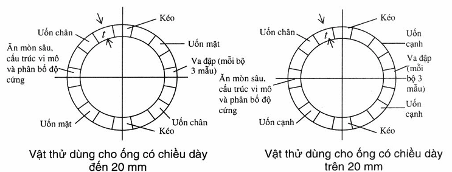 Kéo
Uốn chân
t
Uốn mặt
Ăn mòn sâu,
cấu trúc vi mô
và phân bố độ
cứng
Va đập (mỗi bộ
3 mẫu)
Uốn mặt
Uốn chân
Kéo
Vật thử dùng cho ống có chiều dày
đến 20 mm
Kéo
t
Uốn
cạnh
Uốn cạnh
Ăn mòn sâu,
cấu trúc vi mô
và phân bố độ
cứng
Va đập
(mỗi
bộ 3
mẫu)
Uốn
cạnh
Uốn cạnh
Kéo
Vật thử dùng cho ống có chiều dày
trên 20 mm